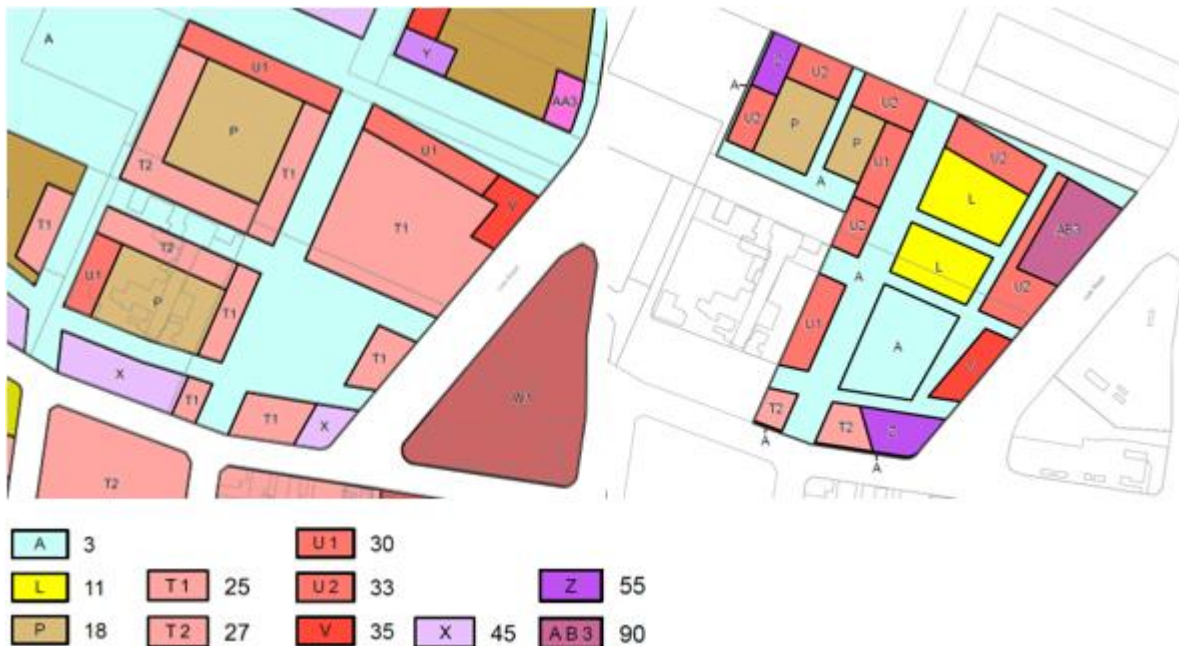 A
U1
Y
AA3
P
U1
T2
T1
V
T1
T1
T2
U1
P
T1
X
T1
T1
T1
X
W1
T2
Z
U2
U2
A
P
U2
P
U1
U2
L
A
U2
AB3
L
A
U2
U1
A
V
T2
T2
Z
A
A
A 3
L 11
P 18
T1 25
T2 27
U1 30
U2 33
V 35
X 45
Z 55
AB3 90